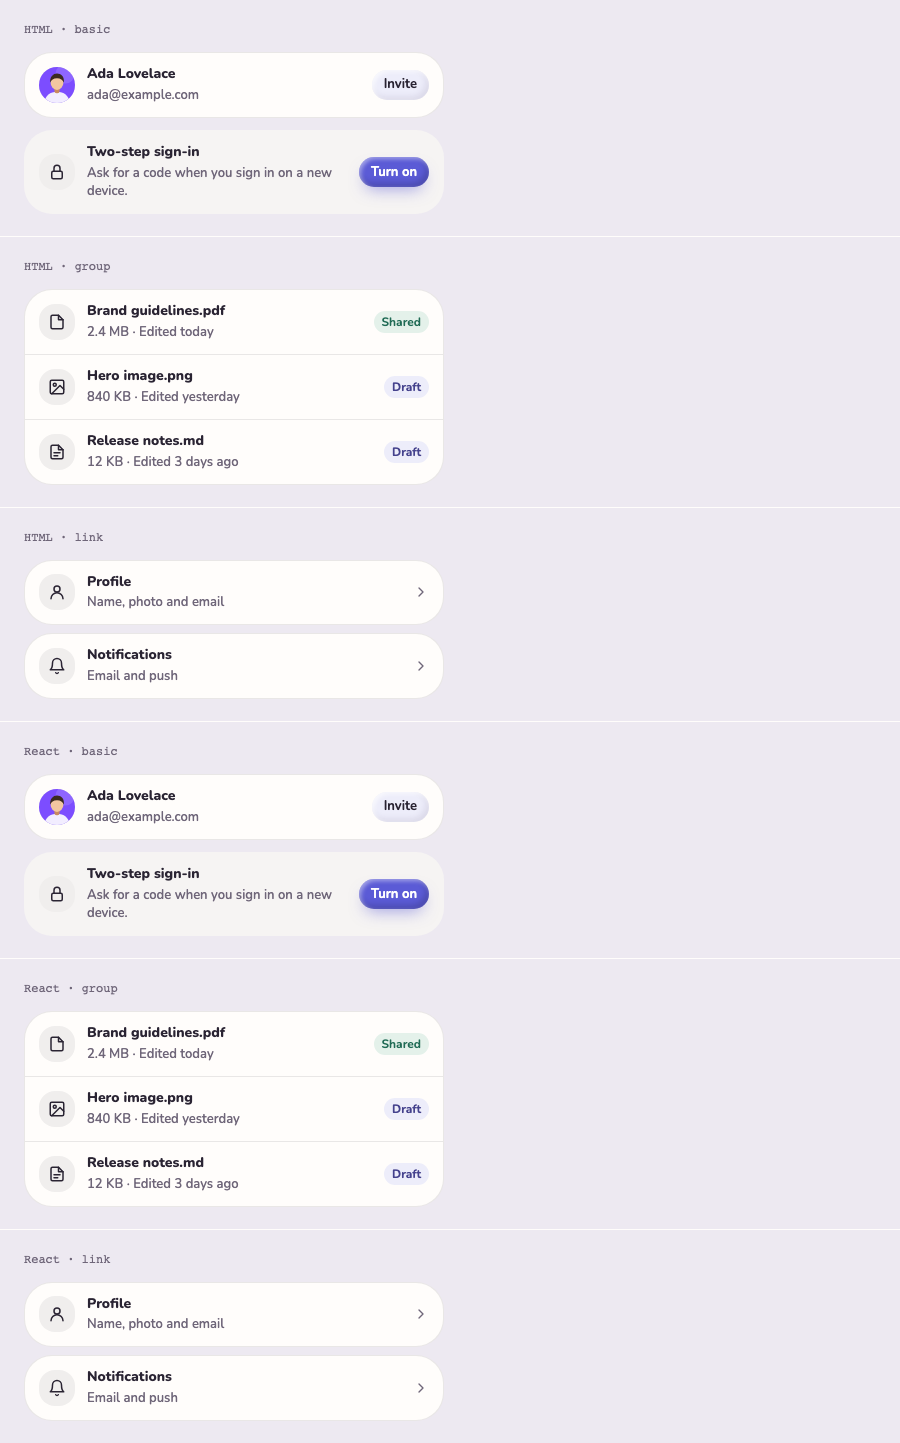 HTML · basic
Ada Lovelace
ada@example.com
Invite
Two-step sign-in
Ask for a code when you sign in on a new
device.
Turn on
HTML · group
Brand guidelines.pdf
2.4 MB · Edited today
Shared
Hero image.png
840 KB · Edited yesterday
Draft
Release notes.md
12 KB · Edited 3 days ago
Draft
HTML · link
Profile
Name, photo and email
Notifications
Email and push
React · basic
Ada Lovelace
ada@example.com
Invite
Two-step sign-in
Ask for a code when you sign in on a new
device.
Turn on
React · group
Brand guidelines.pdf
2.4 MB · Edited today
Shared
Hero image.png
840 KB · Edited yesterday
Draft
Release notes.md
12 KB · Edited 3 days ago
Draft
React · link
Profile
Name, photo and email
Notifications
Email and push